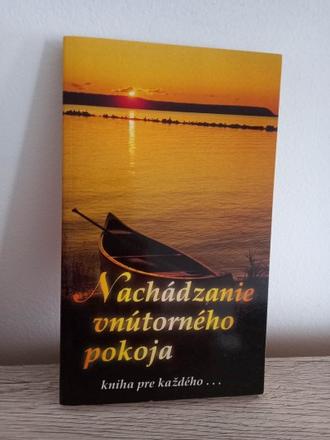 Nachádzanie
vnútorného
pokoja
kniha pre každého...